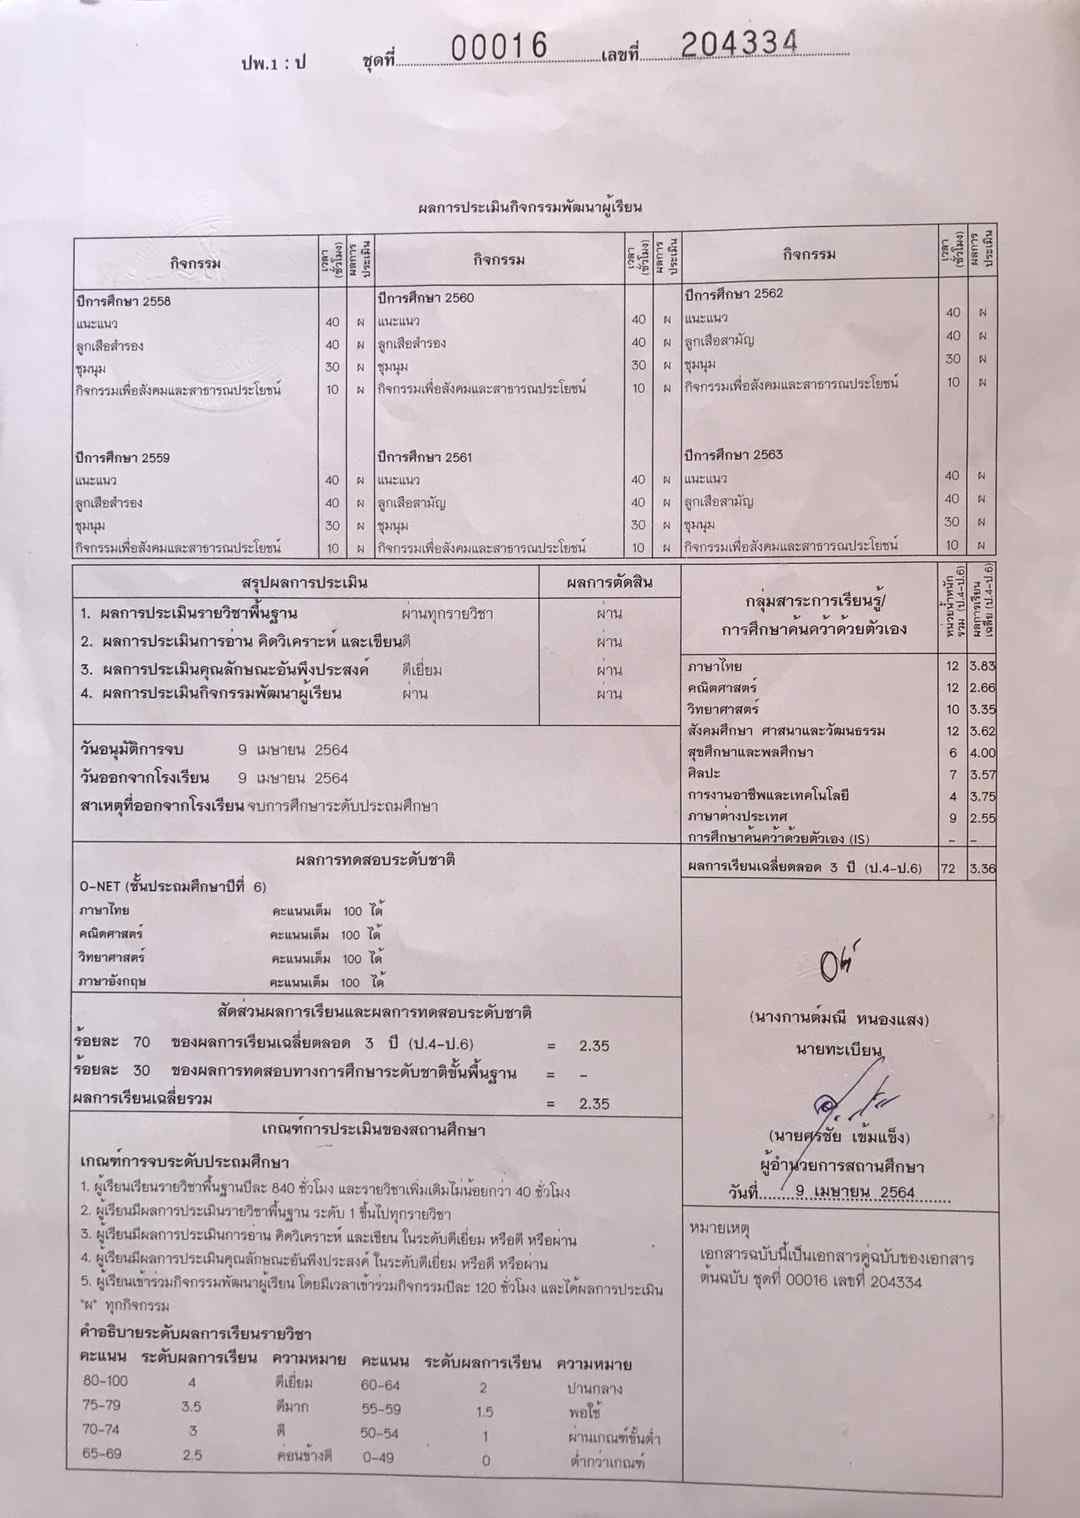 ปพ.1 : ป ชุดที่ 00016 เลขที่ 204334
ผลการประเมินกิจกรรมพัฒนาผู้เรียน
กิจกรรม เวลา (ชั่วโมง) ผลการประเมิน กิจกรรม เวลา (ชั่วโมง) ผลการประเมิน กิจกรรม เวลา (ชั่วโมง) ผลการประเมิน
ปีการศึกษา 2558 ปีการศึกษา 2560 ปีการศึกษา 2562
แนะแนว 40 ผ แนะแนว 40 ผ แนะแนว 40 ผ
ลูกเสือสำรอง 40 ผ ลูกเสือสำรอง 40 ผ ลูกเสือสามัญ 40 ผ
ชุมนุม 30 ผ ชุมนุม 30 ผ ชุมนุม 30 ผ
กิจกรรมเพื่อสังคมและสาธารณประโยชน์ 10 ผ กิจกรรมเพื่อสังคมและสาธารณประโยชน์ 10 ผ กิจกรรมเพื่อสังคมและสาธารณประโยชน์ 10 ผ
ปีการศึกษา 2559 ปีการศึกษา 2561 ปีการศึกษา 2563
แนะแนว 40 ผ แนะแนว 40 ผ แนะแนว 40 ผ
ลูกเสือสำรอง 40 ผ ลูกเสือสามัญ 40 ผ ลูกเสือสามัญ 40 ผ
ชุมนุม 30 ผ ชุมนุม 30 ผ ชุมนุม 30 ผ
กิจกรรมเพื่อสังคมและสาธารณประโยชน์ 10 ผ กิจกรรมเพื่อสังคมและสาธารณประโยชน์ 10 ผ กิจกรรมเพื่อสังคมและสาธารณประโยชน์ 10 ผ
สรุปผลการประเมิน ผลการตัดสิน
1. ผลการประเมินรายวิชาพื้นฐาน ผ่านทุกรายวิชา ผ่าน
2. ผลการประเมินการอ่าน คิดวิเคราะห์ และเขียนดี ผ่าน
3. ผลการประเมินคุณลักษณะอันพึงประสงค์ ดีเยี่ยม ผ่าน
4. ผลการประเมินกิจกรรมพัฒนาผู้เรียน ผ่าน ผ่าน
วันอนุมัติการจบ 9 เมษายน 2564
วันออกจากโรงเรียน 9 เมษายน 2564
สาเหตุที่ออกจากโรงเรียน จบการศึกษาระดับประถมศึกษา
กลุ่มสาระการเรียนรู้/
การศึกษาค้นคว้าด้วยตัวเอง
หน่วยน้ำหนัก รวม (ป.4-ป.6)
ผลการเรียน เฉลี่ย (ป.4-ป.6)
ภาษาไทย 12 3.83
คณิตศาสตร์ 12 2.66
วิทยาศาสตร์ 10 3.35
สังคมศึกษา ศาสนาและวัฒนธรรม 12 3.62
สุขศึกษาและพลศึกษา 6 4.00
ศิลปะ 7 3.57
การงานอาชีพและเทคโนโลยี 4 3.75
ภาษาต่างประเทศ 9 2.55
การศึกษาค้นคว้าด้วยตัวเอง (IS) - -
ผลการเรียนเฉลี่ยตลอด 3 ปี (ป.4-ป.6) 72 3.36
ผลการทดสอบระดับชาติ
O-NET (ชั้นประถมศึกษาปีที่ 6)
ภาษาไทย คะแนนเต็ม 100 ได้
คณิตศาสตร์ คะแนนเต็ม 100 ได้
วิทยาศาสตร์ คะแนนเต็ม 100 ได้
ภาษาอังกฤษ คะแนนเต็ม 100 ได้
สัดส่วนผลการเรียนและผลการทดสอบระดับชาติ
ร้อยละ 70 ของผลการเรียนเฉลี่ยตลอด 3 ปี (ป.4-ป.6) = 2.35
ร้อยละ 30 ของผลการทดสอบทางการศึกษาระดับชาติขั้นพื้นฐาน = -
ผลการเรียนเฉลี่ยรวม = 2.35
(นางกานต์มณี หนองแสง)
นายทะเบียน
(นายศรชัย เข้มแข็ง)
ผู้อำนวยการสถานศึกษา
วันที่ 9 เมษายน 2564
เกณฑ์การประเมินของสถานศึกษา
เกณฑ์การจบระดับประถมศึกษา
1. ผู้เรียนเรียนรายวิชาพื้นฐานปีละ 840 ชั่วโมง และรายวิชาเพิ่มเติมไม่น้อยกว่า 40 ชั่วโมง
2. ผู้เรียนมีผลการประเมินรายวิชาพื้นฐาน ระดับ 1 ขึ้นไปทุกรายวิชา
3. ผู้เรียนมีผลการประเมินการอ่าน คิดวิเคราะห์ และเขียน ในระดับดีเยี่ยม หรือดี หรือผ่าน
4. ผู้เรียนมีผลการประเมินคุณลักษณะอันพึงประสงค์ ในระดับดีเยี่ยม หรือดี หรือผ่าน
5. ผู้เรียนเข้าร่วมกิจกรรมพัฒนาผู้เรียน โดยมีเวลาเข้าร่วมกิจกรรมปีละ 120 ชั่วโมง และได้ผลการประเมิน
"ผ" ทุกกิจกรรม
คำอธิบายระดับผลการเรียนรายวิชา
คะแนน ระดับผลการเรียน ความหมาย คะแนน ระดับผลการเรียน ความหมาย
80-100 4 ดีเยี่ยม 60-64 2 ปานกลาง
75-79 3.5 ดีมาก 55-59 1.5 พอใช้
70-74 3 ดี 50-54 1 ผ่านเกณฑ์ขั้นต่ำ
65-69 2.5 ค่อนข้างดี 0-49 0 ต่ำกว่าเกณฑ์
หมายเหตุ
เอกสารฉบับนี้เป็นเอกสารคู่ฉบับของเอกสาร
ต้นฉบับ ชุดที่ 00016 เลขที่ 204334